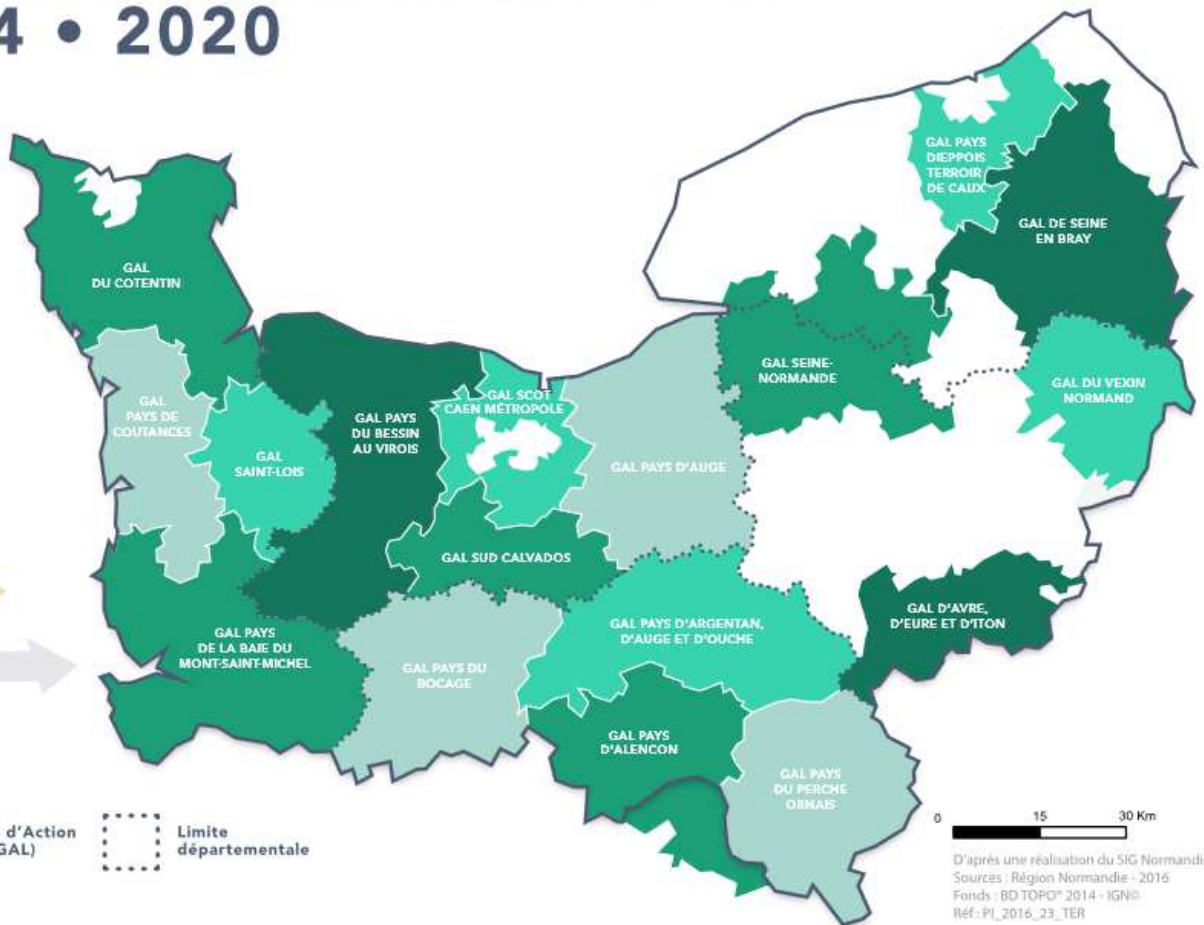 4 • 2020
GAL PAYS
DIEPPOIS
TERROIR
DE CAUX
GAL DE SEINE
EN BRAY
GAL
DU COTENTIN
GAL SEINE-
NORMANDE
GAL DU VEXIN
NORMAND
GAL
PAYS DE
COUTANCES
GAL
SAINT-LOIS
GAL PAYS
DU BESSIN
AU VIROIS
GAL SCOT
CAEN MÉTROPOLE
GAL PAYS D'AUGE
GAL SUD CALVADOS
GAL PAYS
DE LA BAIE DU
MONT-SAINT-MICHEL
GAL PAYS DU
BOCAGE
GAL PAYS D'ARGENTAN,
D'AUGE ET D'OUCHE
GAL D'AVRE,
D'EURE ET D'ITON
GAL PAYS
D'ALENCON
GAL PAYS
DU PERCHE
ORNAIS
d'Action
GAL)
Limite
départementale
0 15 30 Km
D'après une réalisation du SIG Normandi
Sources : Région Normandie - 2016
Fonds : BD TOPO® 2014 - IGN©
Réf : PI_2016_23_TER